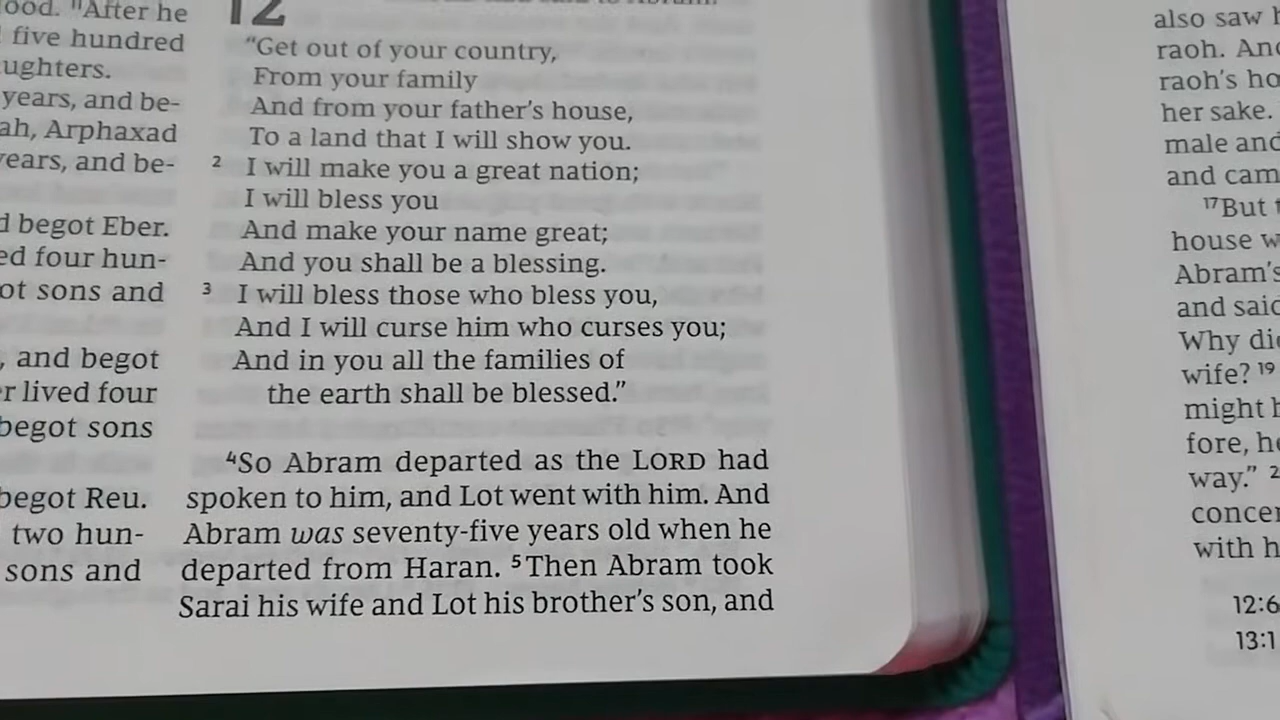 ood. ¹¹After he
five hundred
ughters.
years, and be-
ah, Arphaxad
years, and be-
d begot Eber.
ed four hun-
ot sons and
, and begot
r lived four
begot sons
begot Reu.
two hun-
sons and
12
“Get out of your country,
From your family
And from your father’s house,
To a land that I will show you.
² I will make you a great nation;
I will bless you
And make your name great;
And you shall be a blessing.
³ I will bless those who bless you,
And I will curse him who curses you;
And in you all the families of
the earth shall be blessed.”
⁴So Abram departed as the LORD had
spoken to him, and Lot went with him. And
Abram was seventy-five years old when he
departed from Haran. ⁵Then Abram took
Sarai his wife and Lot his brother’s son, and
also saw
raoh. And
raoh’s ho
her sake.
male and
and cam
¹⁷But
house w
Abram’s
and said
Why di
wife? ¹⁹
might
fore, he
way.” ²
concer
with h
12:6
13:1